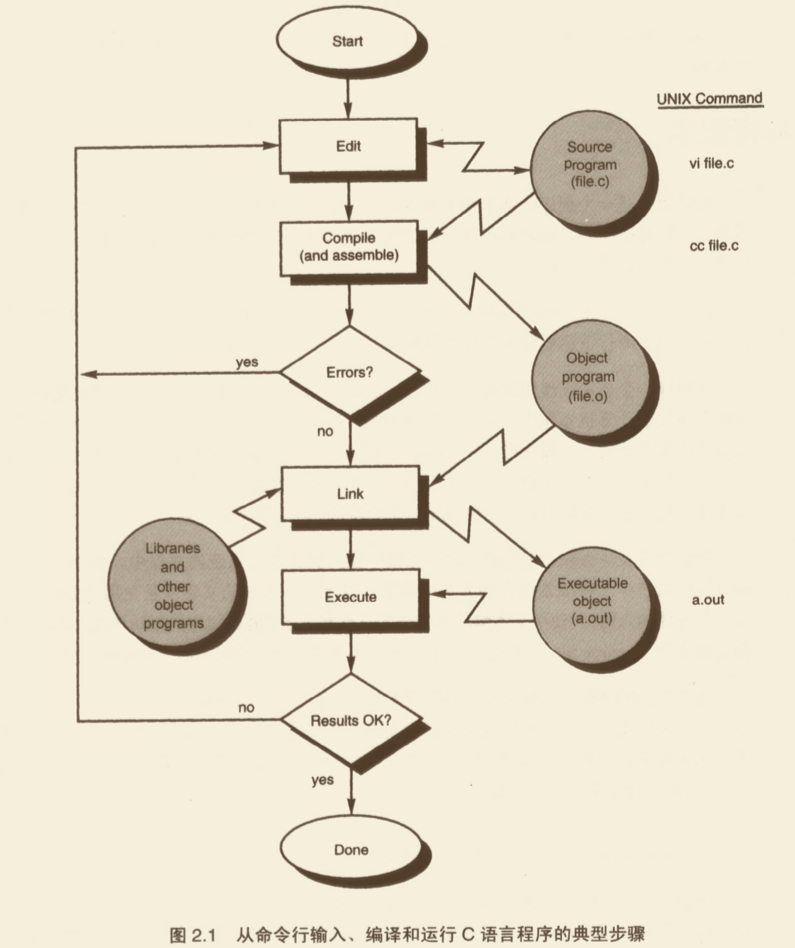 Start
UNIX Command
Edit
Source
program
(file.c)
vi file.c
Compile
(and assemble)
cc file.c
yes
Errors?
Object
program
(file.o)
no
Link
Libranes
and
other
object
programs
Execute
Executable
object
(a.out)
a.out
no
Results OK?
yes
Done
图 2.1 从命令行输入、编译和运行 C 语言程序的典型步骤